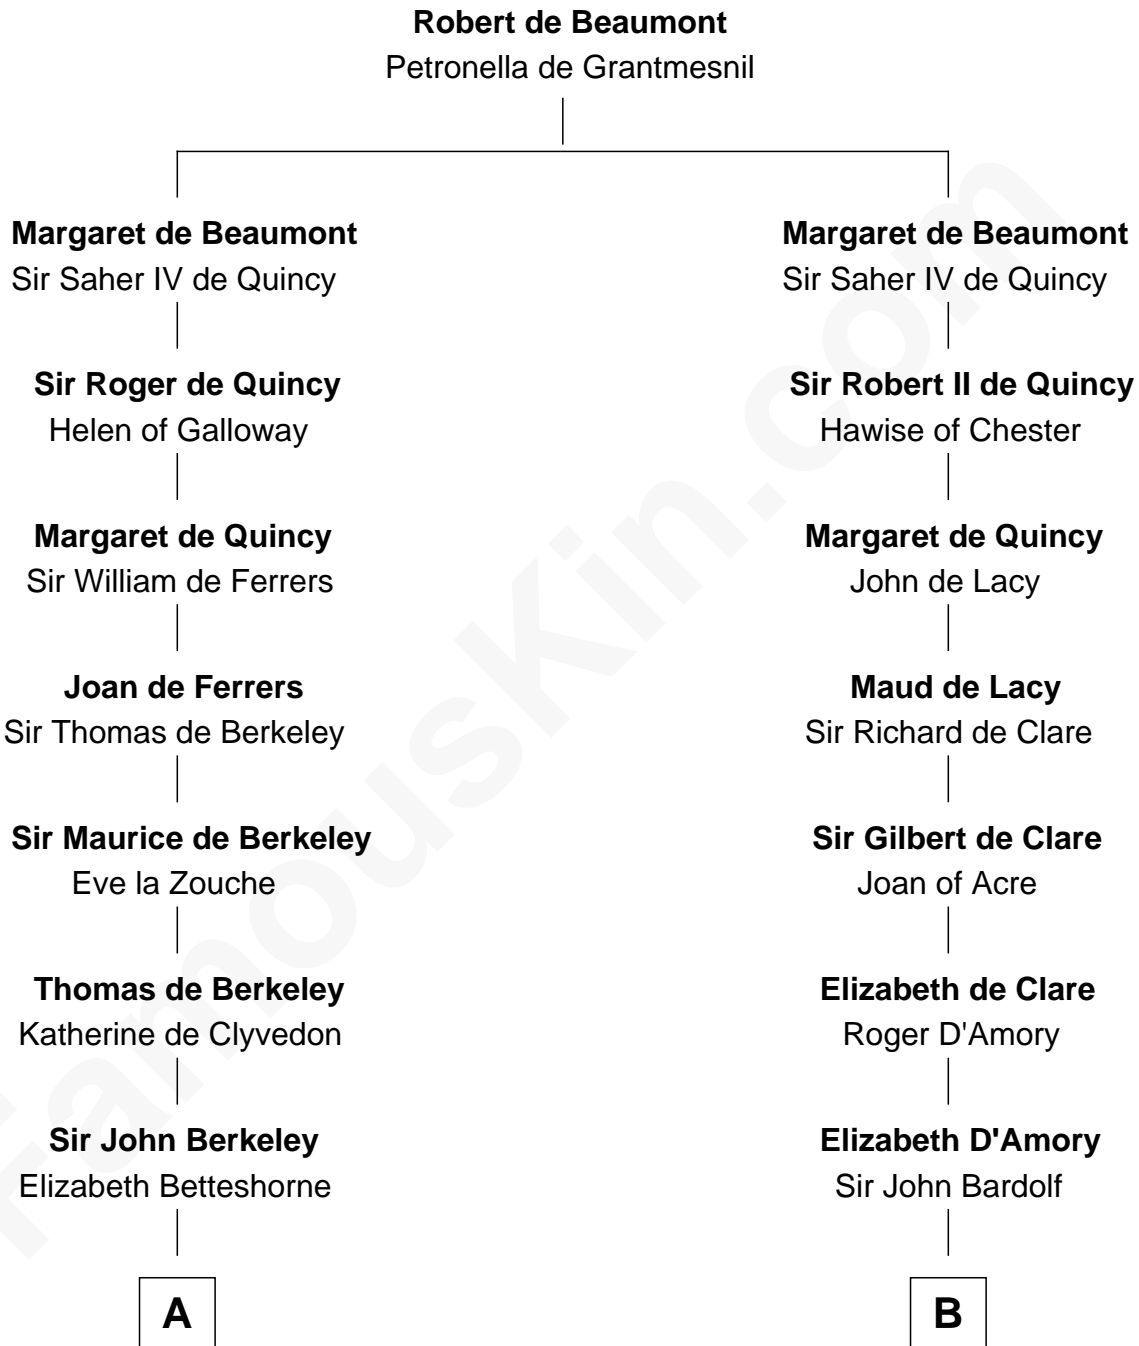 Robert de Beaumont
Petronella de Grantmesnil
Margaret de Beaumont
Sir Saher IV de Quincy
Sir Roger de Quincy
Helen of Galloway
Margaret de Quincy
Sir William de Ferrers
Joan de Ferrers
Sir Thomas de Berkeley
Sir Maurice de Berkeley
Eve la Zouche
Thomas de Berkeley
Katherine de Clyvedon
Sir John Berkeley
Elizabeth Betteshorne
A
Margaret de Beaumont
Sir Saher IV de Quincy
Sir Robert II de Quincy
Hawise of Chester
Margaret de Quincy
John de Lacy
Maud de Lacy
Sir Richard de Clare
Sir Gilbert de Clare
Joan of Acre
Elizabeth de Clare
Roger D'Amory
Elizabeth D'Amory
Sir John Bardolf
B
FamousKin.com